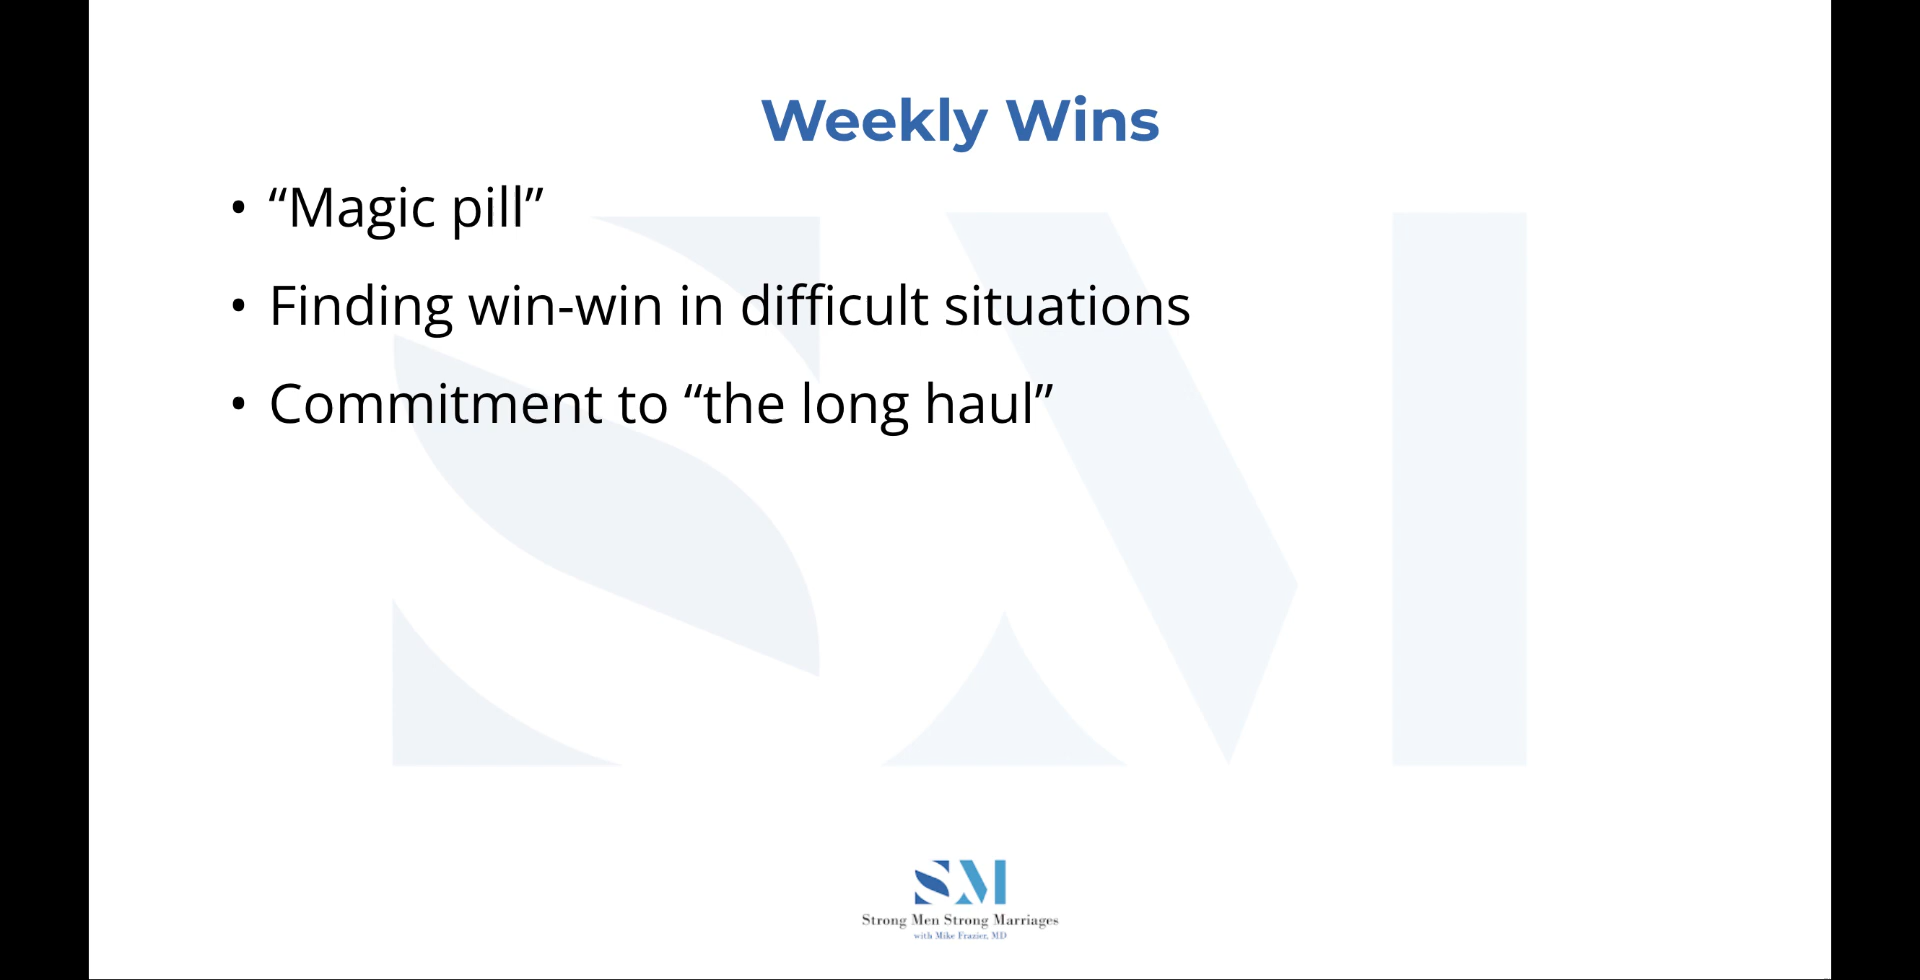 Weekly Wins
• “Magic pill”
• Finding win-win in difficult situations
• Commitment to “the long haul”
SM
SM
Strong Men Strong Marriages
with Mike Frazier, MD